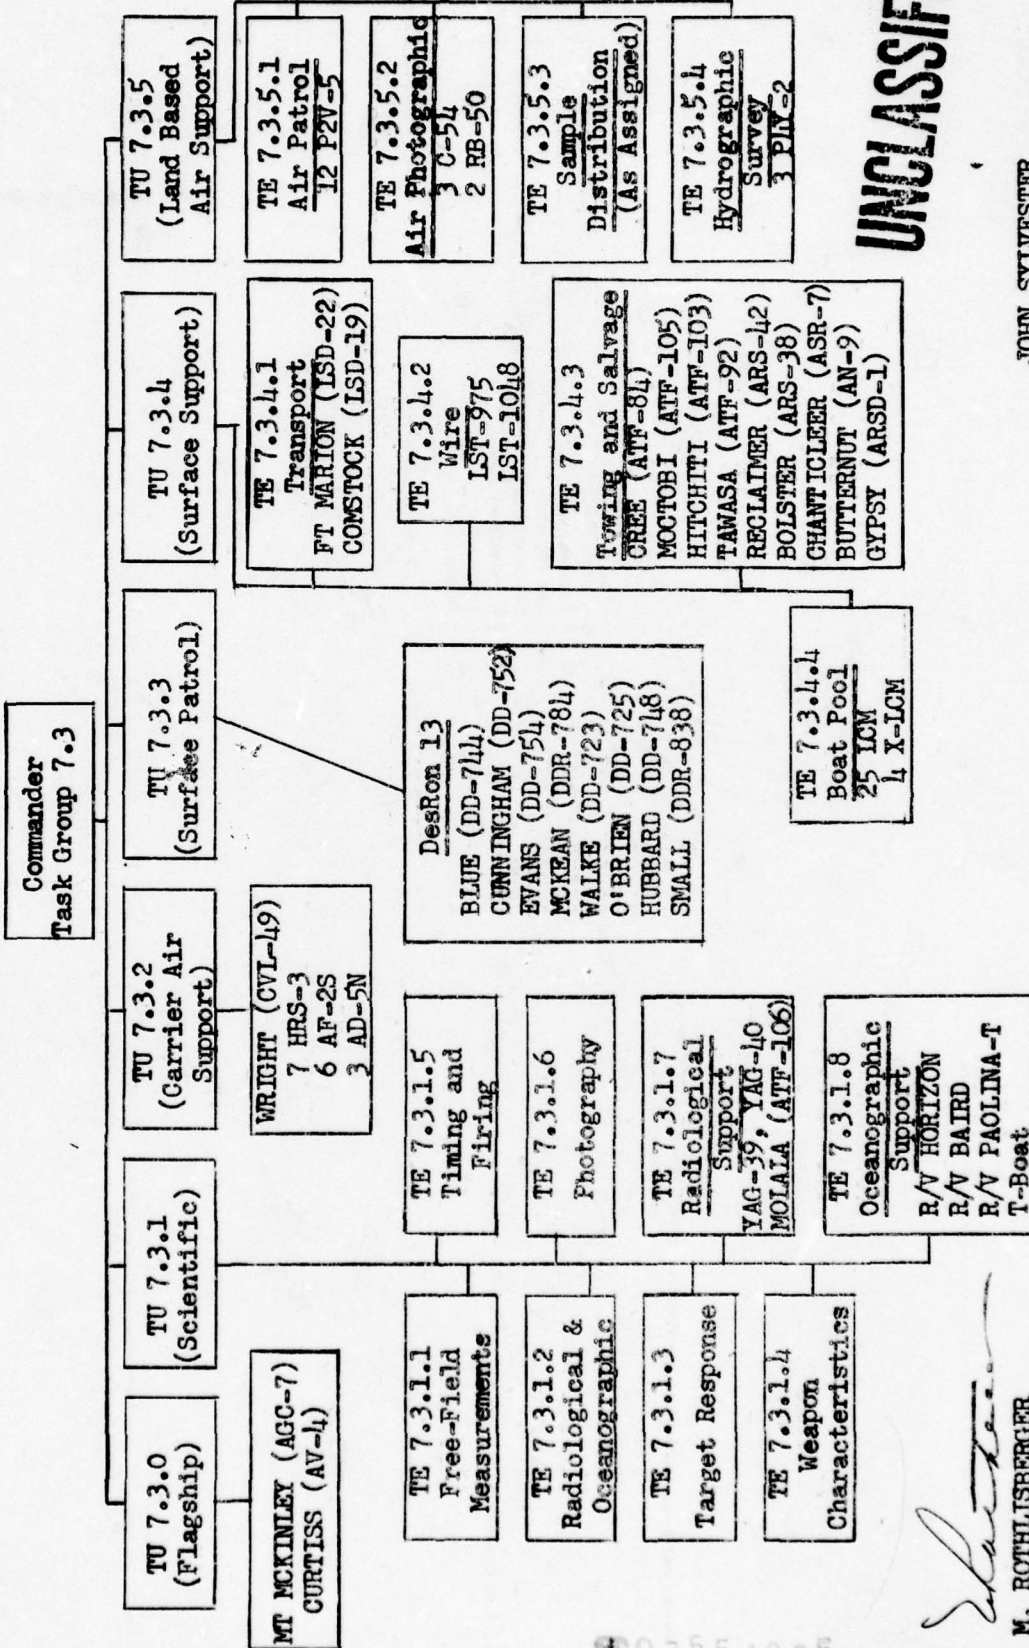 Commander
Task Group 7.3
TU 7.3.0
(Flagship)
MT MCKINLEY (AGC-7)
CURTISS (AV-4)
TU 7.3.1
(Scientific)
TE 7.3.1.1
Free-Field
Measurements
TE 7.3.1.2
Radiological &
Oceanographic
TE 7.3.1.3
Target Response
TE 7.3.1.4
Weapon
Characteristics
TE 7.3.1.5
Timing and
Firing
TE 7.3.1.6
Photography
TE 7.3.1.7
Radiological
Support
YAG-39, YAG-40
MOLALA (ATF-106)
TE 7.3.1.8
Oceanographic
Support
R/V HORIZON
R/V BAIRD
R/V PAOLINA-T
T-Boat
TU 7.3.2
(Carrier Air
Support)
WRIGHT (CVL-49)
7 HRS-3
6 AF-2S
3 AD-5N
TU 7.3.3
(Surface Patrol)
DesRon 13
BLUE (DD-744)
CUNNINGHAM (DD-752)
EVANS (DD-754)
MCKEAN (DDR-784)
WALKE (DD-723)
O'BRIEN (DD-725)
HUBBARD (DD-748)
SMALL (DDR-838)
TU 7.3.4
(Surface Support)
TE 7.3.4.1
Transport
FT MARION (LSD-22)
COMSTOCK (LSD-19)
TE 7.3.4.2
Wire
LST-975
LST-1048
TE 7.3.4.3
Towing and Salvage
CREE (ATF-84)
MOCTOBI (ATF-105)
HITCHITI (ATF-103)
TAWASA (ATF-92)
RECLAIMER (ARS-42)
BOLSTER (ARS-38)
CHANTICLEER (ASR-7)
BUTTERNUT (AN-9)
GYPSY (ARSD-1)
TE 7.3.4.4
Boat Pool
25 LCM
4 X-LCM
TU 7.3.5
(Land Based
Air Support)
TE 7.3.5.1
Air Patrol
12 P2V-5
TE 7.3.5.2
Air Photographic
3 C-54
2 RB-50
TE 7.3.5.3
Sample
Distribution
(As Assigned)
TE 7.3.5.4
Hydrographic
Survey
3 P4Y-2
M. ROTHLISBERGER
JOHN SYLVESTER
UNCLASSIF